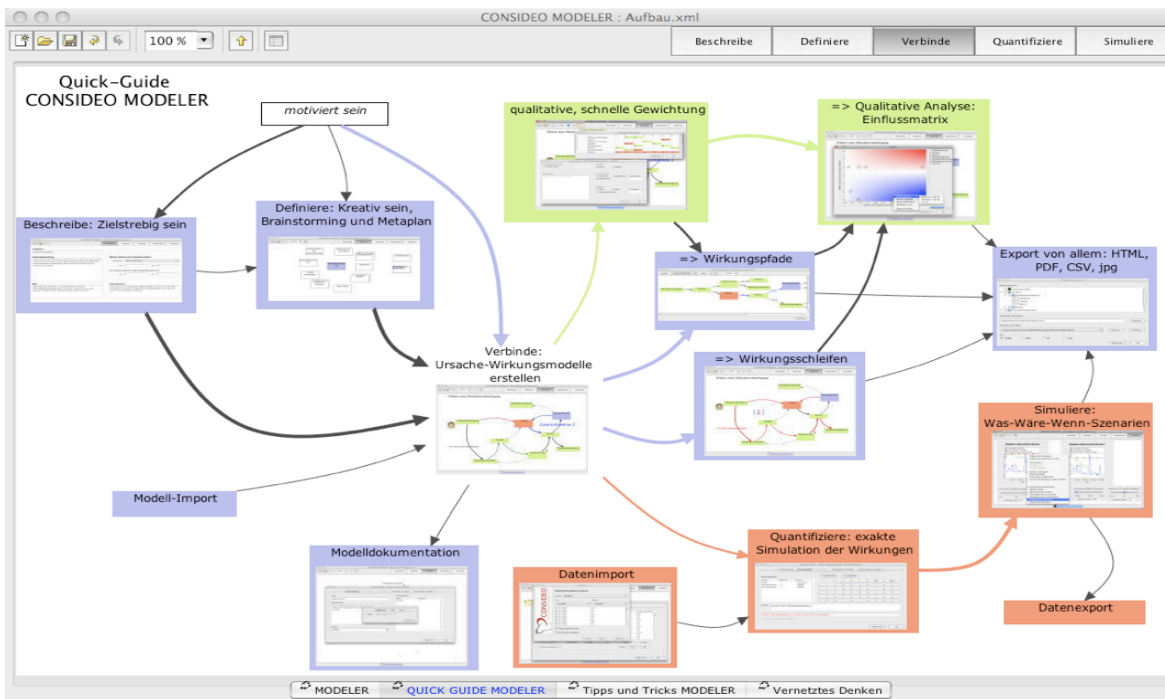 CONSIDEO MODELER : Aufbau.xml
100 %
Beschreibe
Definiere
Verbinde
Quantifiziere
Simuliere
Quick-Guide
CONSIDEO MODELER
motiviert sein
qualitative, schnelle Gewichtung
=> Qualitative Analyse:
Einflussmatrix
Beschreibe: Zielstrebig sein
Definiere: Kreativ sein,
Brainstorming und Metaplan
=> Wirkungspfade
Export von allem: HTML,
PDF, CSV, jpg
Verbinde:
Ursache-Wirkungsmodelle
erstellen
=> Wirkungsschleifen
Simuliere:
Was-Wäre-Wenn-Szenarien
Modell-Import
Modelldokumentation
Datenimport
CONSIDEO
Quantifiziere: exakte
Simulation der Wirkungen
Datenexport
MODELER
QUICK GUIDE MODELER
Tipps und Tricks MODELER
Vernetztes Denken